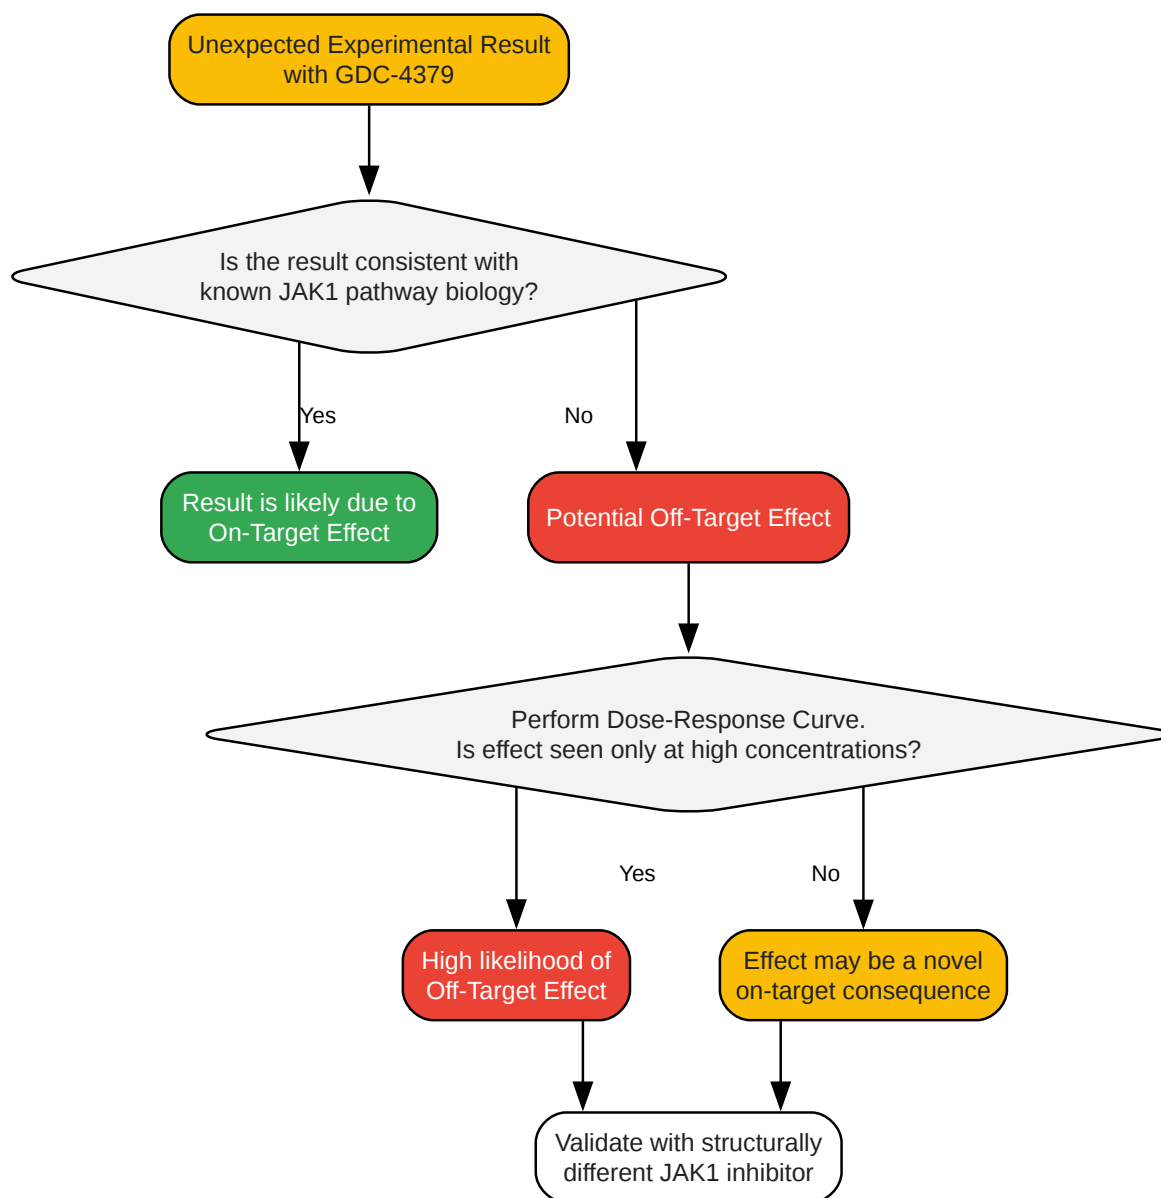 Unexpected Experimental Result
with GDC-4379
Is the result consistent with
known JAK1 pathway biology?
Yes
No
Result is likely due to
On-Target Effect
Potential Off-Target Effect
Perform Dose-Response Curve.
Is effect seen only at high concentrations?
Yes
No
High likelihood of
Off-Target Effect
Effect may be a novel
on-target consequence
Validate with structurally
different JAK1 inhibitor